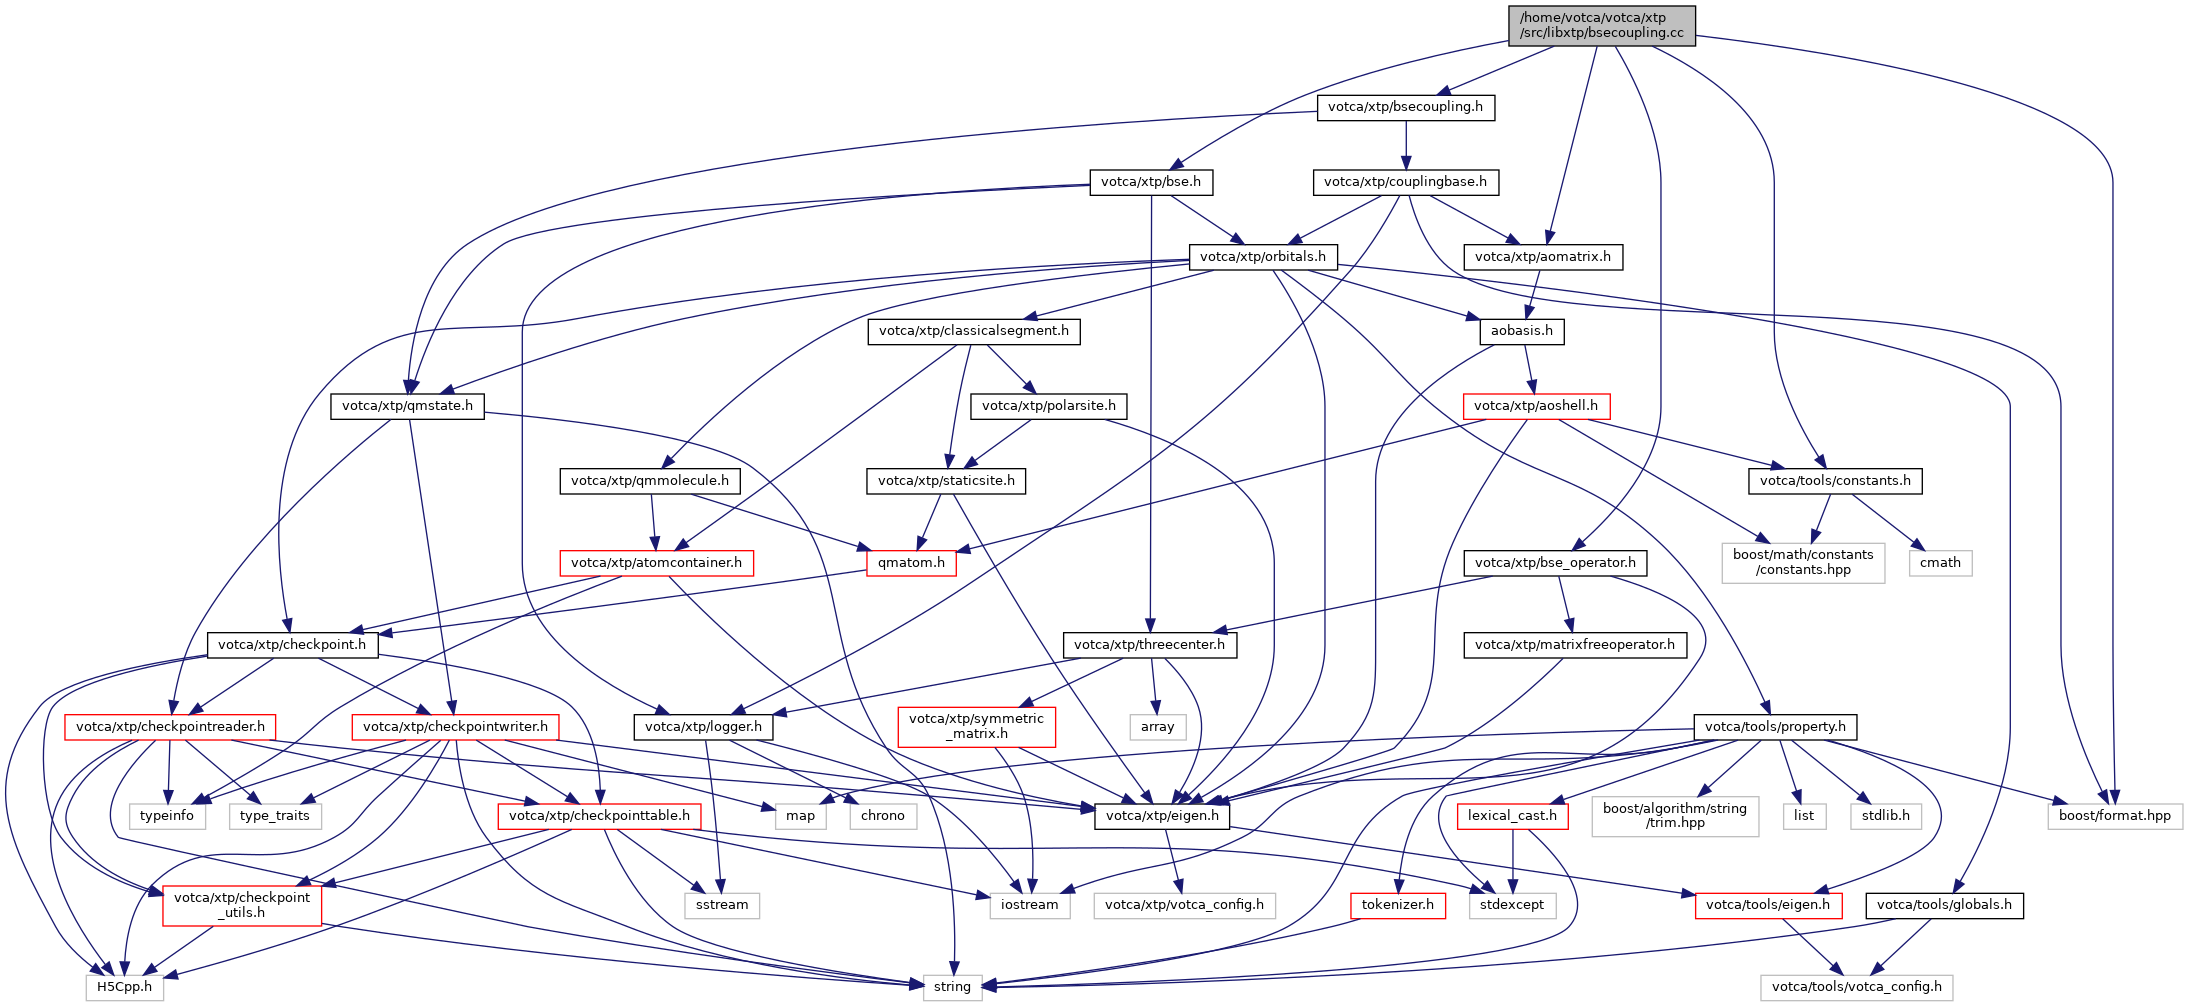 /home/votca/votca/xtp
/src/libxtp/bsecoupling.cc
votca/xtp/bsecoupling.h
votca/xtp/bse.h
votca/xtp/couplingbase.h
votca/xtp/orbitals.h
votca/xtp/aomatrix.h
votca/xtp/classicalsegment.h
aobasis.h
votca/xtp/qmstate.h
votca/xtp/polarsite.h
votca/xtp/aoshell.h
votca/xtp/qmmolecule.h
votca/xtp/staticsite.h
votca/tools/constants.h
votca/xtp/atomcontainer.h
qmatom.h
votca/xtp/bse_operator.h
boost/math/constants
/constants.hpp
cmath
votca/xtp/checkpoint.h
votca/xtp/threecenter.h
votca/xtp/matrixfreeoperator.h
votca/xtp/checkpointreader.h
votca/xtp/checkpointwriter.h
votca/xtp/logger.h
votca/xtp/symmetric
_matrix.h
array
votca/tools/property.h
typeinfo
type_traits
votca/xtp/checkpointtable.h
map
chrono
votca/xtp/eigen.h
lexical_cast.h
boost/algorithm/string
/trim.hpp
list
stdlib.h
boost/format.hpp
votca/xtp/checkpoint
_utils.h
sstream
iostream
votca/xtp/votca_config.h
tokenizer.h
stdexcept
votca/tools/eigen.h
votca/tools/globals.h
H5Cpp.h
string
votca/tools/votca_config.h